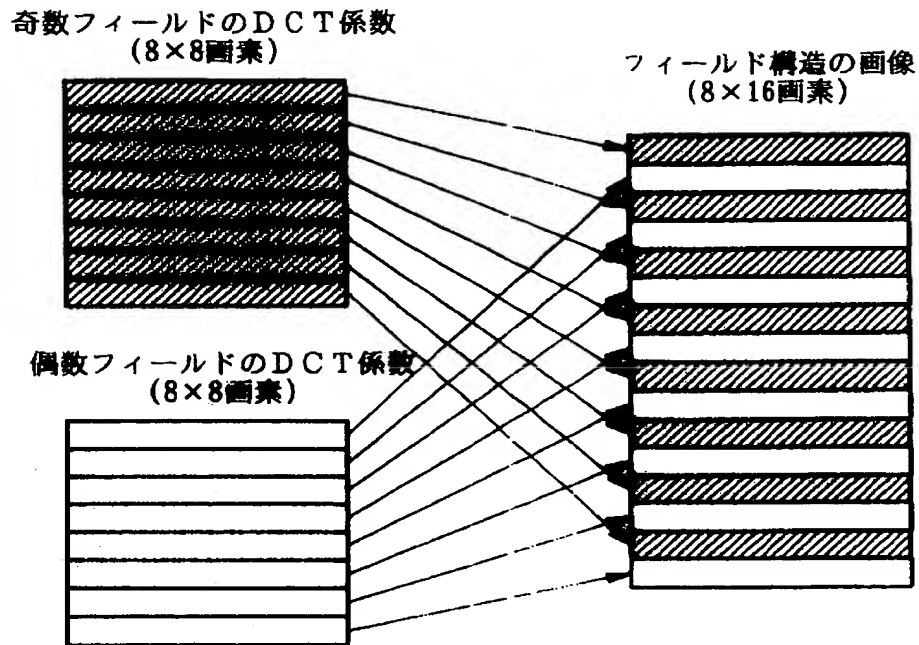 奇数フィールドのDCT係数
(8×8画素)
フィールド構造の画像
(8×16画素)
偶数フィールドのDCT係数
(8×8画素)